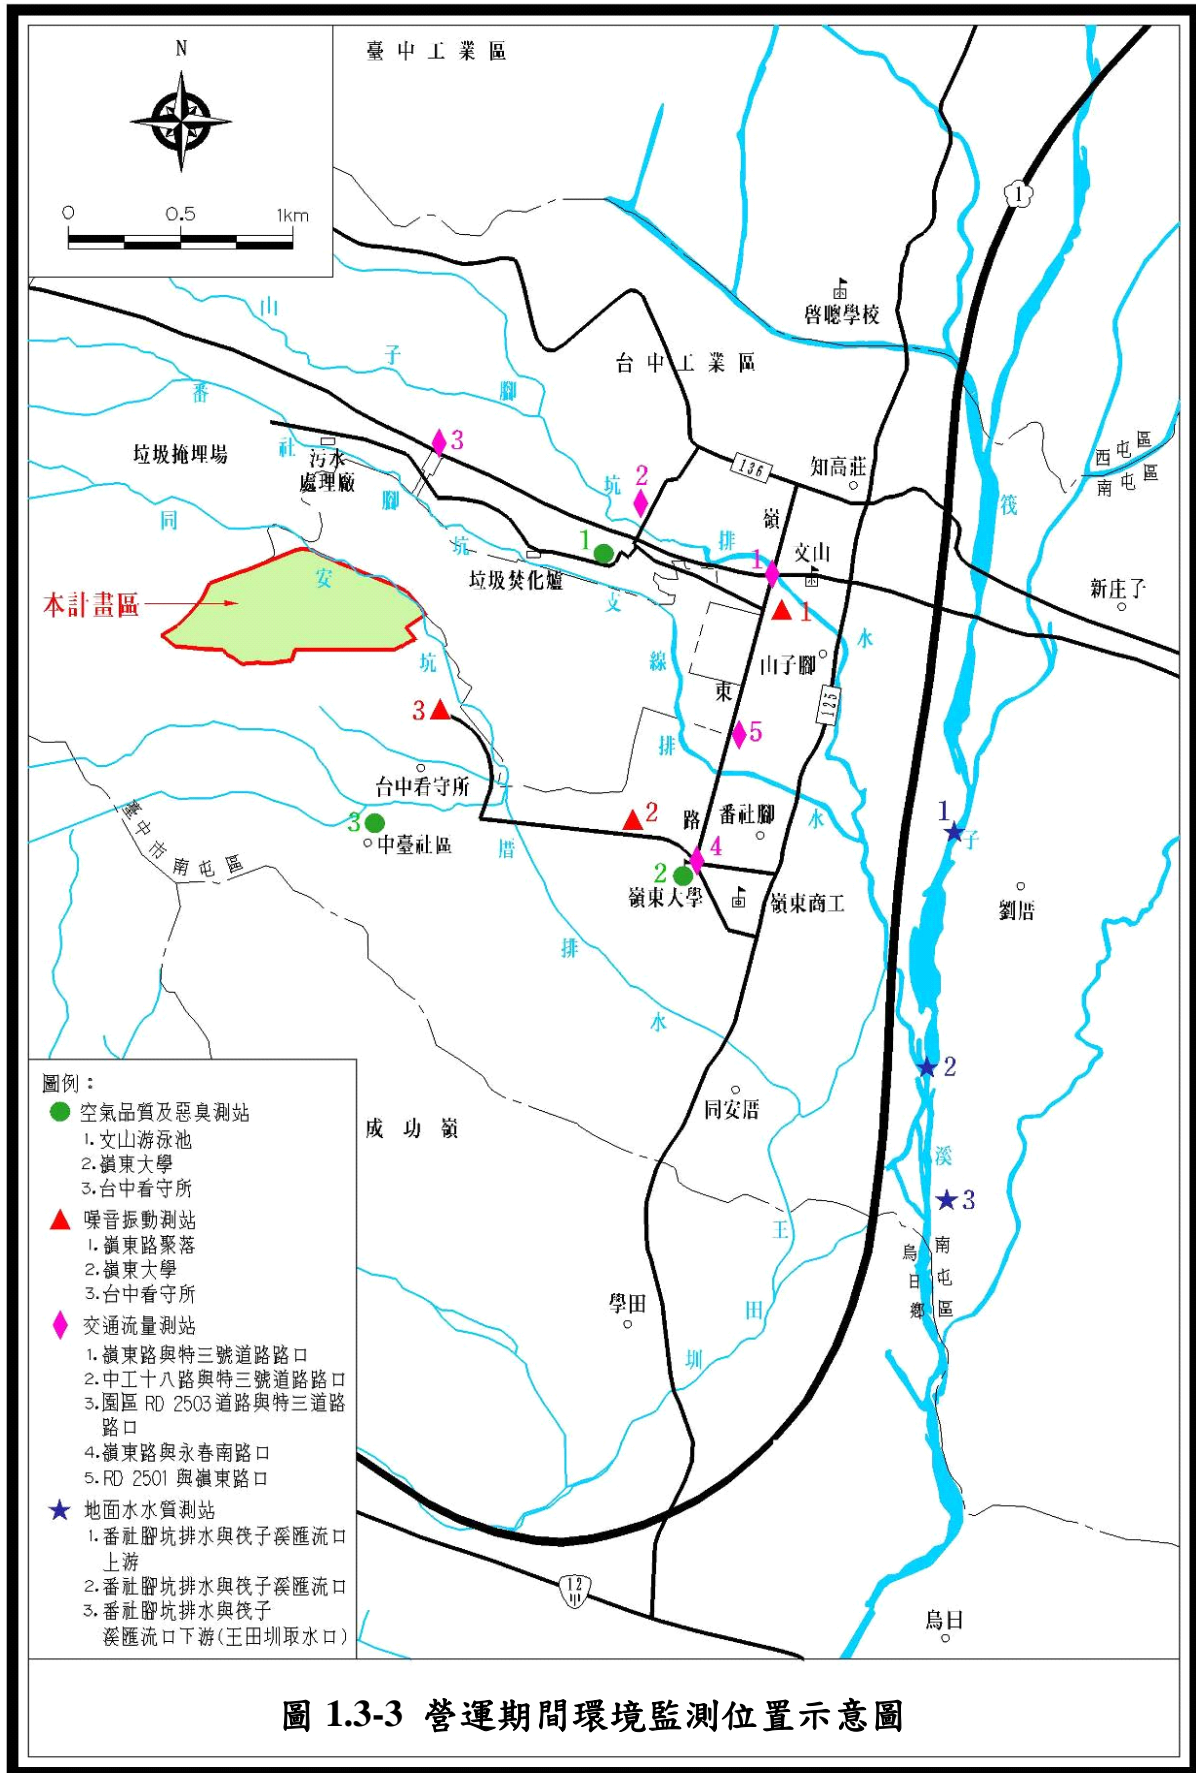 N
0 0.5 1km
臺中工業區
1
啓聰學校
台中工業區
山子腳坑排水
番社腳坑支線排水
同安坑厝排水
筏子溪
垃圾掩埋場
污水
處理廠
3
2
136
知高莊
西屯區
南屯區
嶺東路
1
垃圾焚化爐
1
文山
1
新庄子
本計畫區
山子腳
125
3
5
台中看守所
3
中臺社區
臺中市南屯區
2
番社腳
4
2
嶺東大學
嶺東商工
1
劉厝
2
同安厝
成功嶺
3
王田圳
烏日鄉
南屯區
學田
12
甲
烏日
圖例：
空氣品質及惡臭測站
1.文山游泳池
2.嶺東大學
3.台中看守所
噪音振動測站
1.嶺東路聚落
2.嶺東大學
3.台中看守所
交通流量測站
1.嶺東路與特三號道路路口
2.中工十八路與特三號道路路口
3.園區 RD 2503道路與特三道路
路口
4.嶺東路與永春南路口
5.RD 2501 與嶺東路口
地面水水質測站
1.番社腳坑排水與筏子溪匯流口
上游
2.番社腳坑排水與筏子溪匯流口
3.番社腳坑排水與筏子
溪匯流口下游(王田圳取水口)
圖 1.3-3 營運期間環境監測位置示意圖